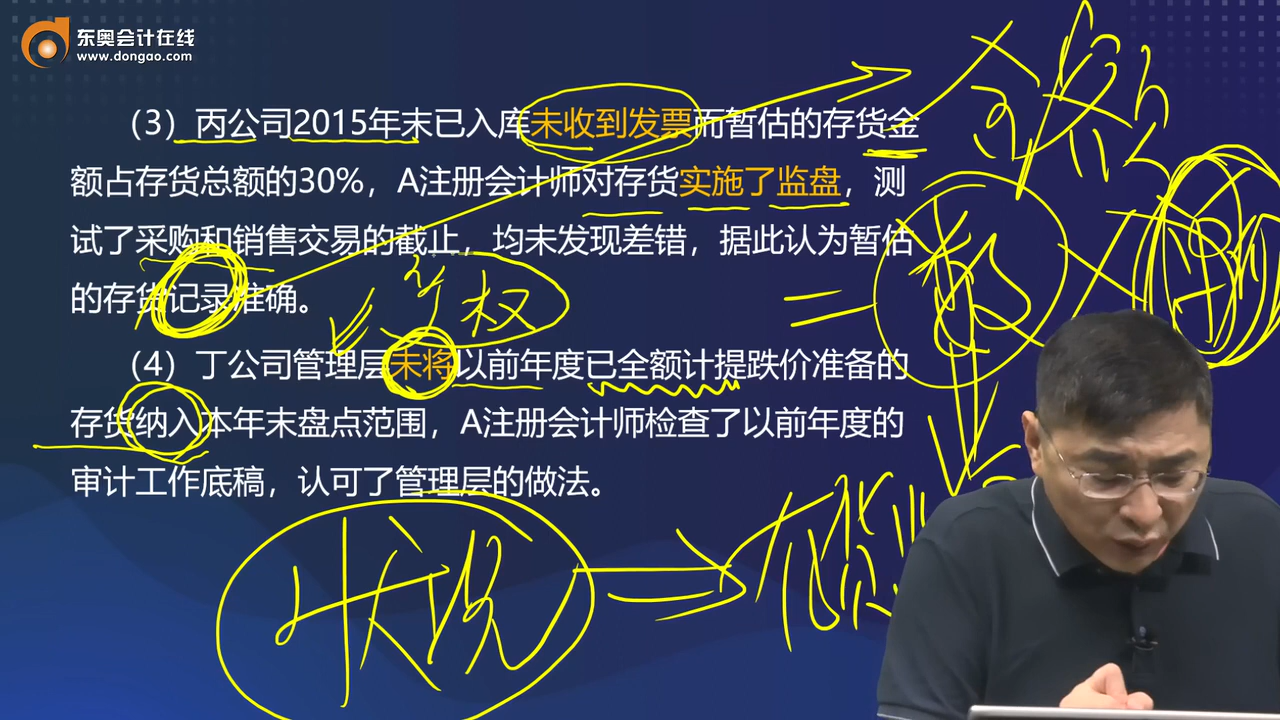 东奥会计在线
www.dongao.com
（3）丙公司2015年末已入库未收到发票而暂估的存货金
额占存货总额的30%，A注册会计师对存货实施了监盘，测
试了采购和销售交易的截止，均未发现差错，据此认为暂估
的存货记录准确。
（4）丁公司管理层未将以前年度已全额计提跌价准备的
存货纳入本年末盘点范围，A注册会计师检查了以前年度的
审计工作底稿，认可了管理层的做法。
金额
权
数
状况
存货